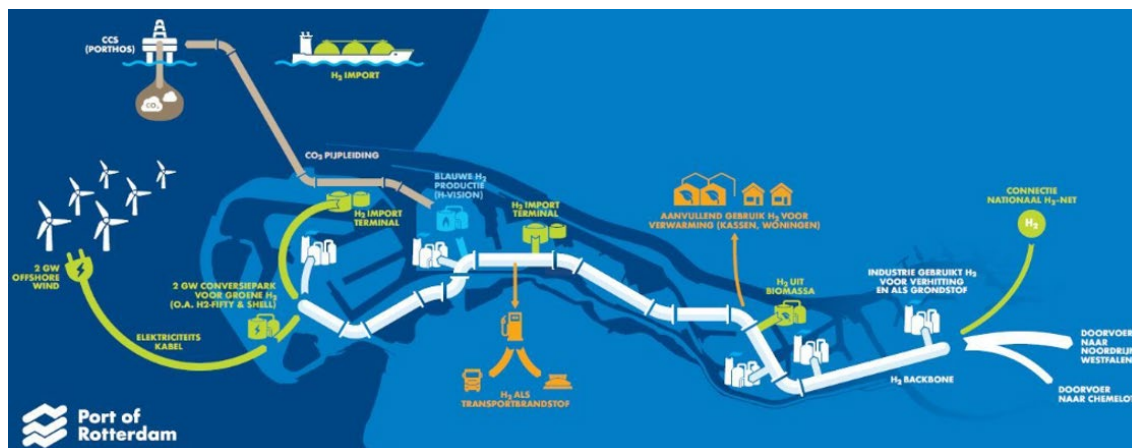 CCS
(PORTHOS)
CO₂
H₂ IMPORT
CO₂ PIJPLEIDING
BLAUWE H₂
PRODUCTIE
(H-VISION)
H₂ IMPORT
TERMINAL
H₂ IMPORT
TERMINAL
AANVULLEND GEBRUIK H₂ VOOR
VERWARMING (KASSEN, WONINGEN)
CONNECTIE
NATIONAAL H₂-NET
H₂
2 GW
OFFSHORE
WIND
2 GW CONVERSIEPARK
VOOR GROENE H₂
(O.A. H2-FIFTY & SHELL)
ELEKTRICITEITS
KABEL
H₂ UIT
BIOMASSA
INDUSTRIE GEBRUIKT H₂
VOOR VERHITTING
EN ALS GRONDSTOF
H₂ ALS
TRANSPORTBRANDSTOF
H₂ BACKBONE
DOORVOER
NAAR
NOORDRIJN-
WESTFALEN
DOORVOER
NAAR CHEMELOT
Port of
Rotterdam